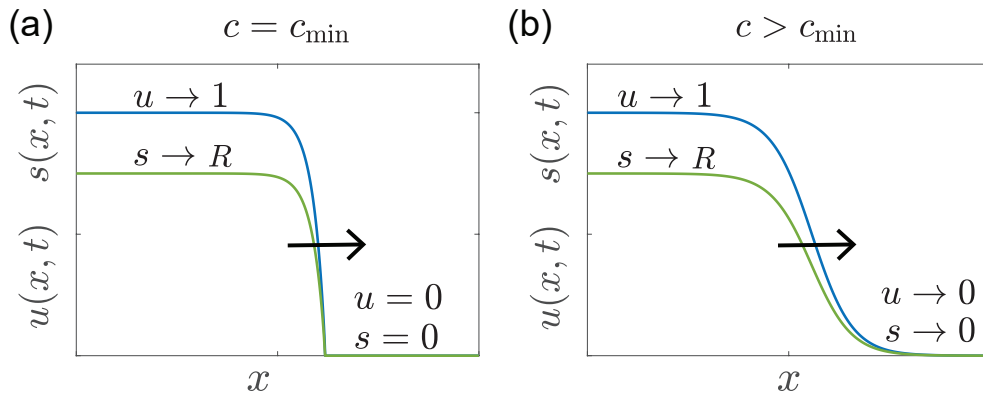 (a)
c = c_min
s(x, t)
u(x, t)
u → 1
s → R
u = 0
s = 0
x
(b)
c > c_min
s(x, t)
u(x, t)
u → 1
s → R
u → 0
s → 0
x